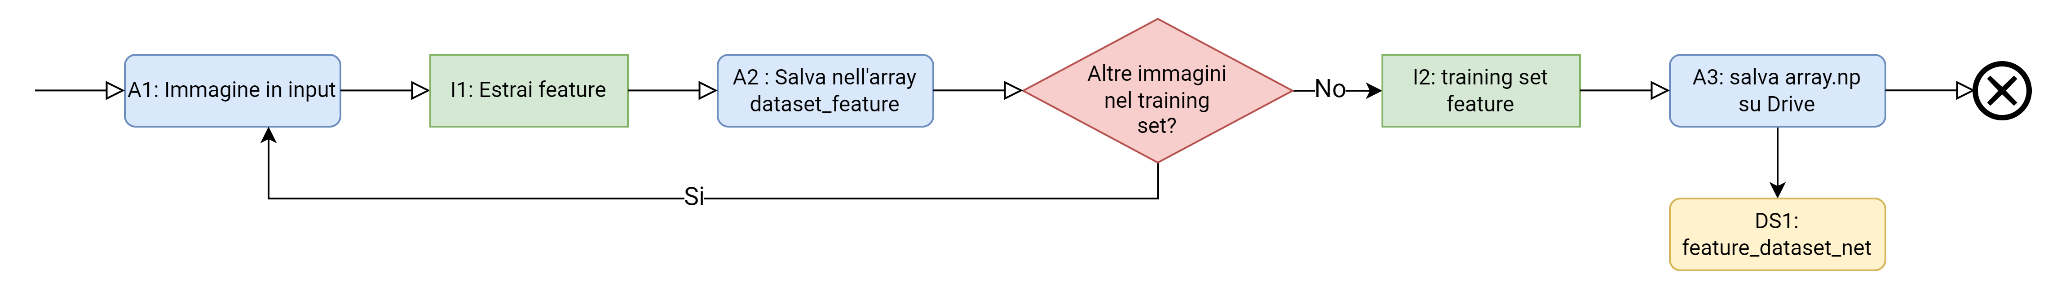 A1: Immagine in input
I1: Estrai feature
A2 : Salva nell'array
dataset_feature
Altre immagini
nel training
set?
No
I2: training set
feature
A3: salva array.np
su Drive
Si
DS1:
feature_dataset_net